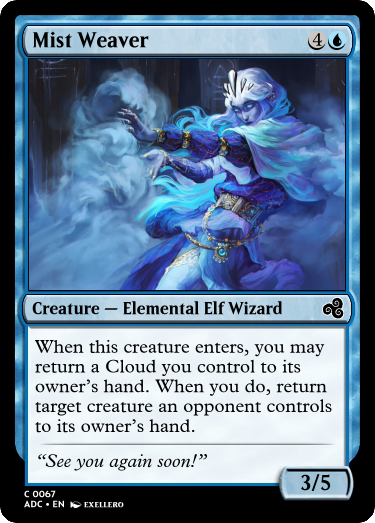 Mist Weaver 4
Creature — Elemental Elf Wizard
When this creature enters, you may
return a Cloud you control to its
owner's hand. When you do, return
target creature an opponent controls
to its owner's hand.
"See you again soon!"
3/5
C 0067
ADC • EN EXELLERO